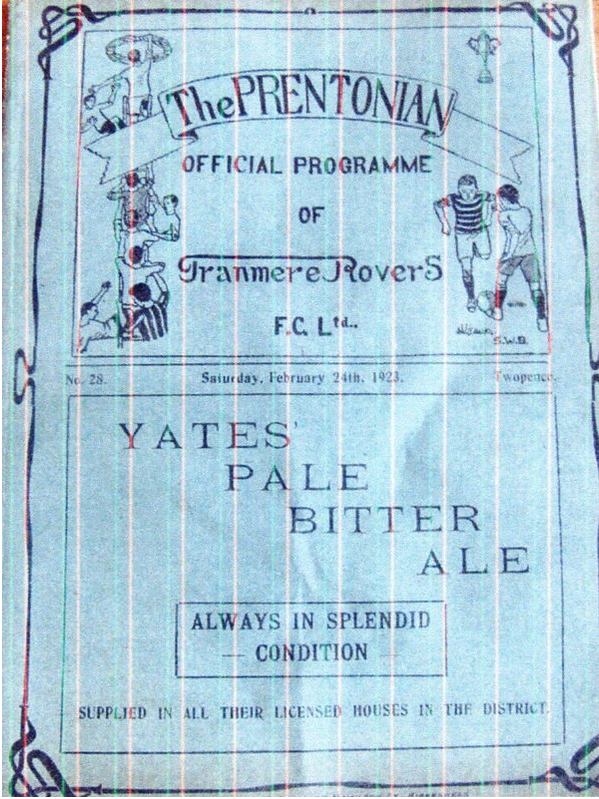 The PRENTONIAN
OFFICIAL PROGRAMME
OF
Tranmere Rovers
F.C. Ltd..
No. 28. Saturday, February 24th, 1923. Twopence.
YATES'
PALE
BITTER
ALE
ALWAYS IN SPLENDID
— CONDITION —
SUPPLIED IN ALL THEIR LICENSED HOUSES IN THE DISTRICT.